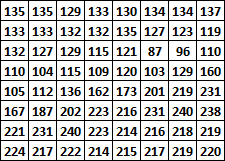 135 135 129 133 130 134 134 137
133 133 132 132 135 127 123 119
132 127 129 115 121 87 96 110
110 104 115 109 120 103 129 160
105 112 136 162 173 201 219 231
167 187 202 223 216 231 240 238
221 231 240 223 214 216 218 219
224 217 214 215 217 219 219 220